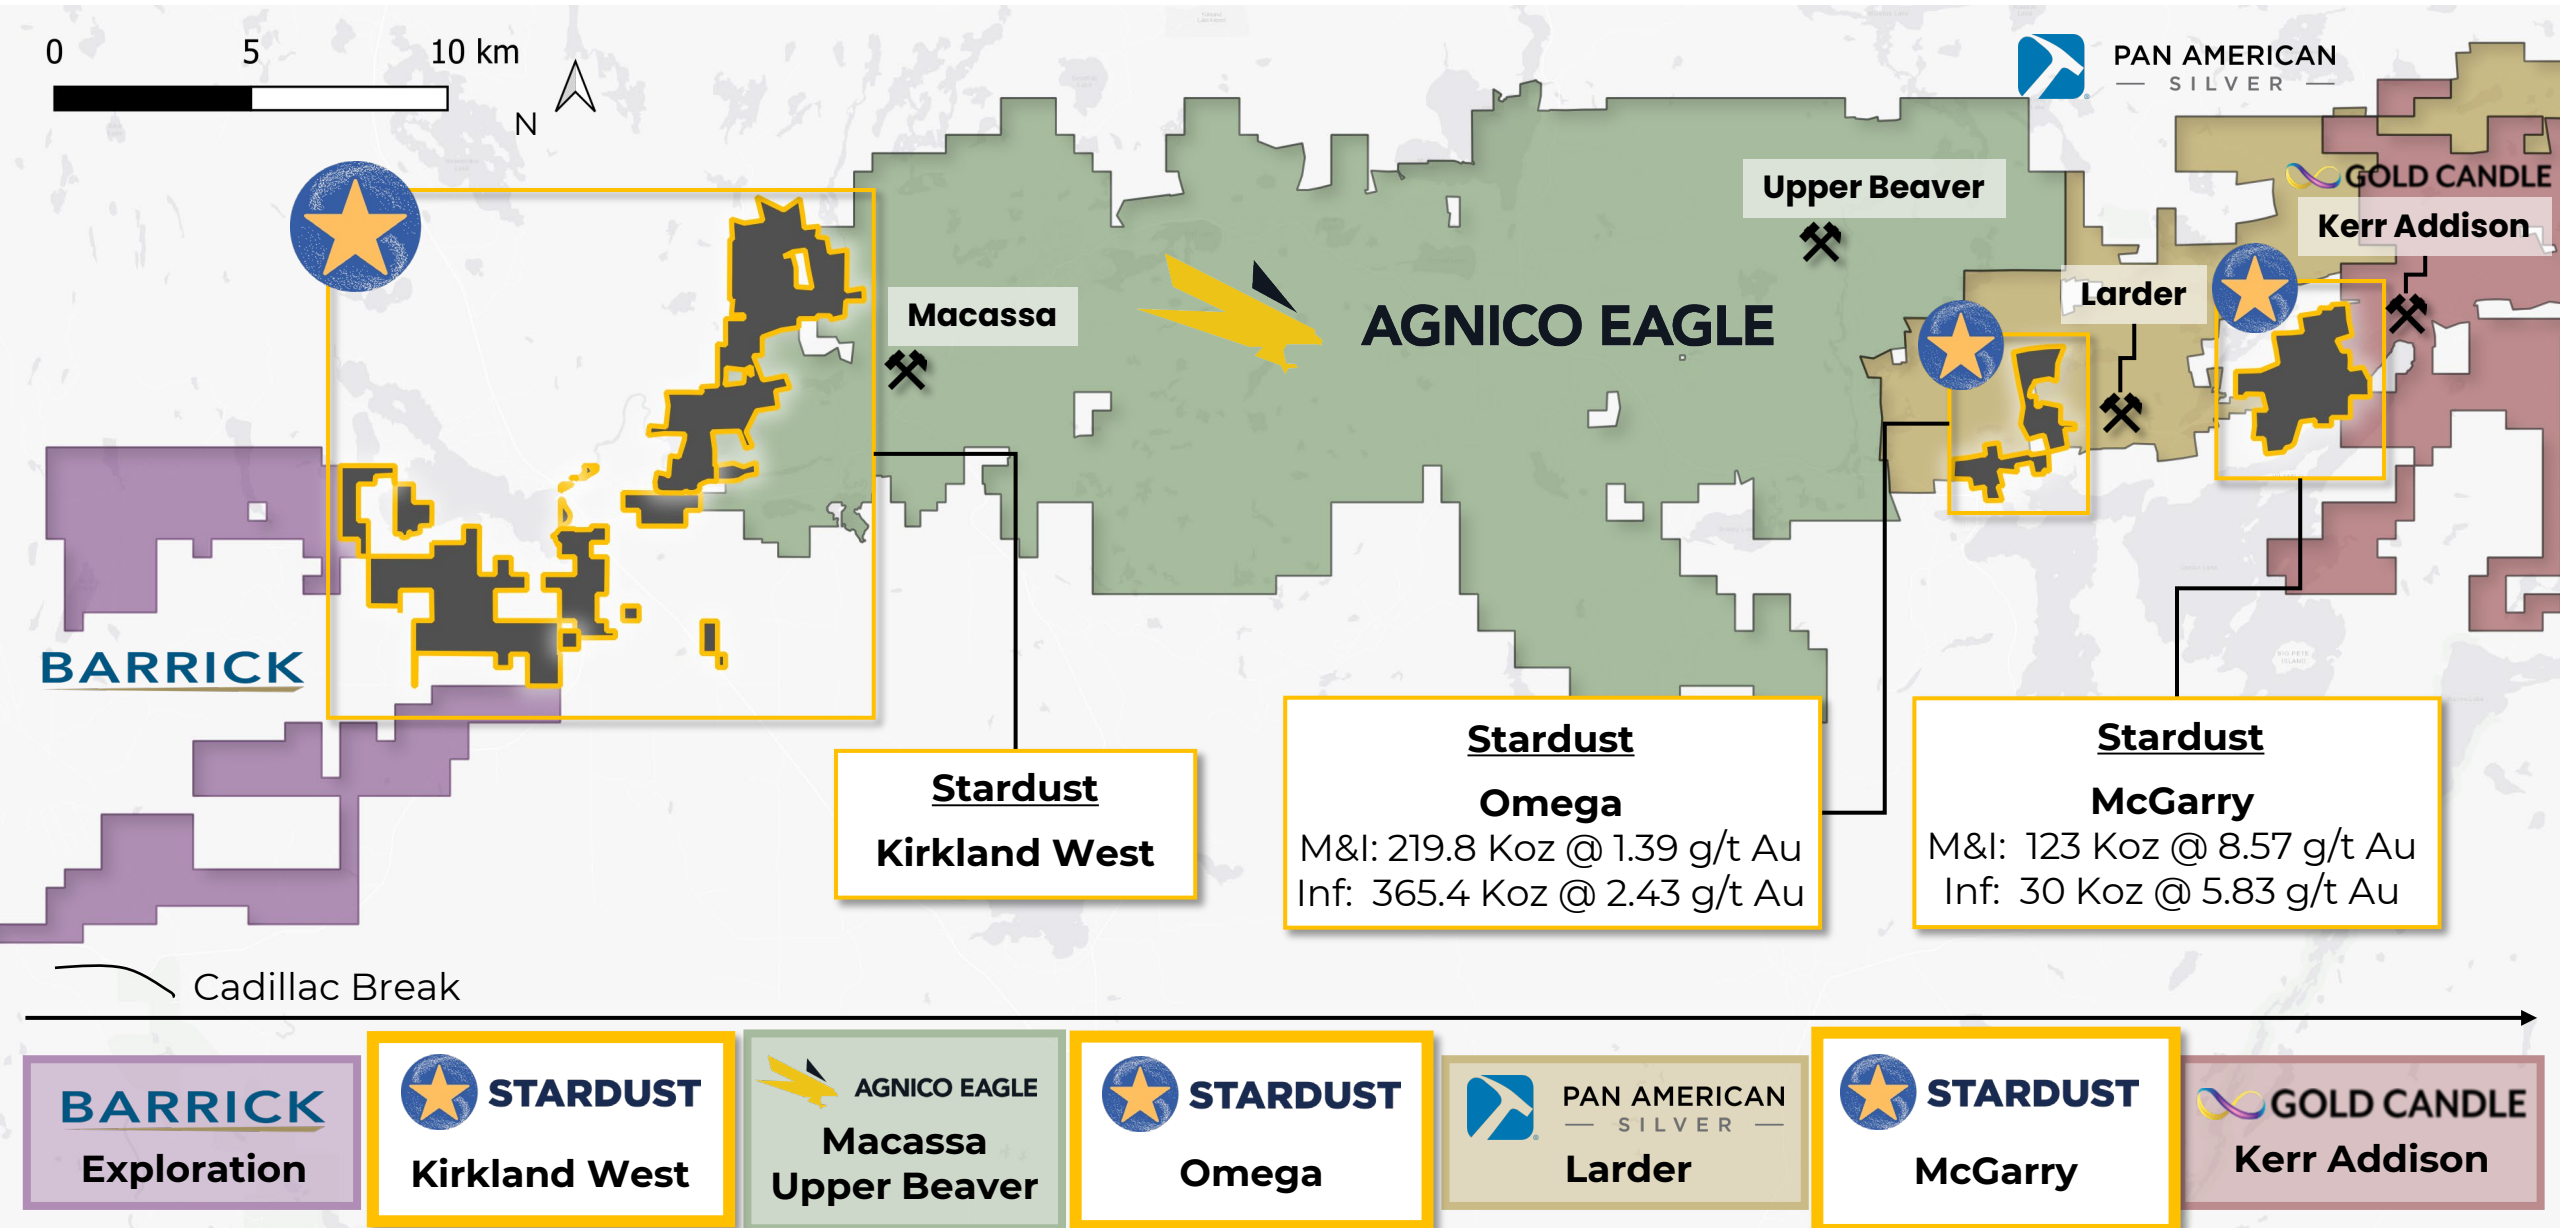 0 5 10 km
N
PAN AMERICAN
SILVER
GOLD CANDLE
Upper Beaver
Kerr Addison
Larder
Macassa
AGNICO EAGLE
BARRICK
Stardust
Kirkland West
Stardust
Omega
M&I: 219.8 Koz @ 1.39 g/t Au
Inf: 365.4 Koz @ 2.43 g/t Au
Stardust
McGarry
M&I: 123 Koz @ 8.57 g/t Au
Inf: 30 Koz @ 5.83 g/t Au
BIG PETE
ISLAND
Cadillac Break
BARRICK
Exploration
STARDUST
Kirkland West
AGNICO EAGLE
Macassa
Upper Beaver
STARDUST
Omega
PAN AMERICAN
SILVER
Larder
STARDUST
McGarry
GOLD CANDLE
Kerr Addison